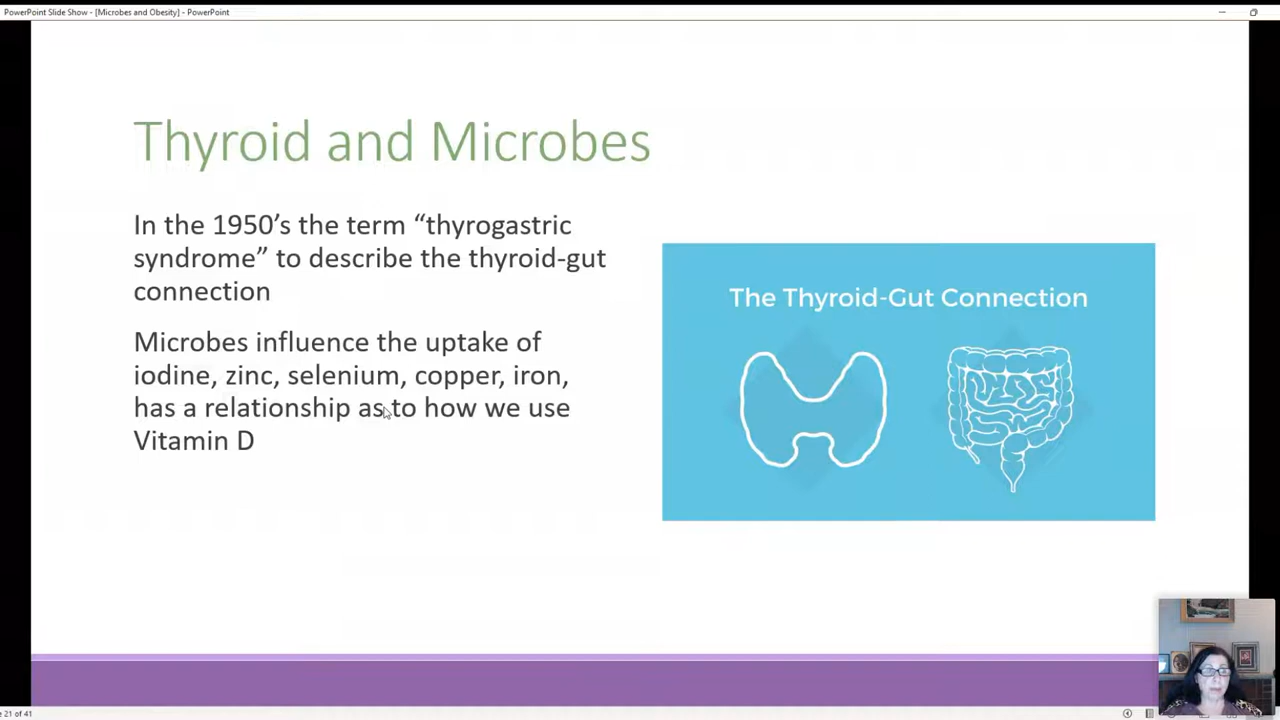 PowerPoint Slide Show - [Microbes and Obesity] - PowerPoint
Thyroid and Microbes
In the 1950's the term “thyrogastric
syndrome” to describe the thyroid-gut
connection
Microbes influence the uptake of
iodine, zinc, selenium, copper, iron,
has a relationship as to how we use
Vitamin D
The Thyroid-Gut Connection
e 21 of 41